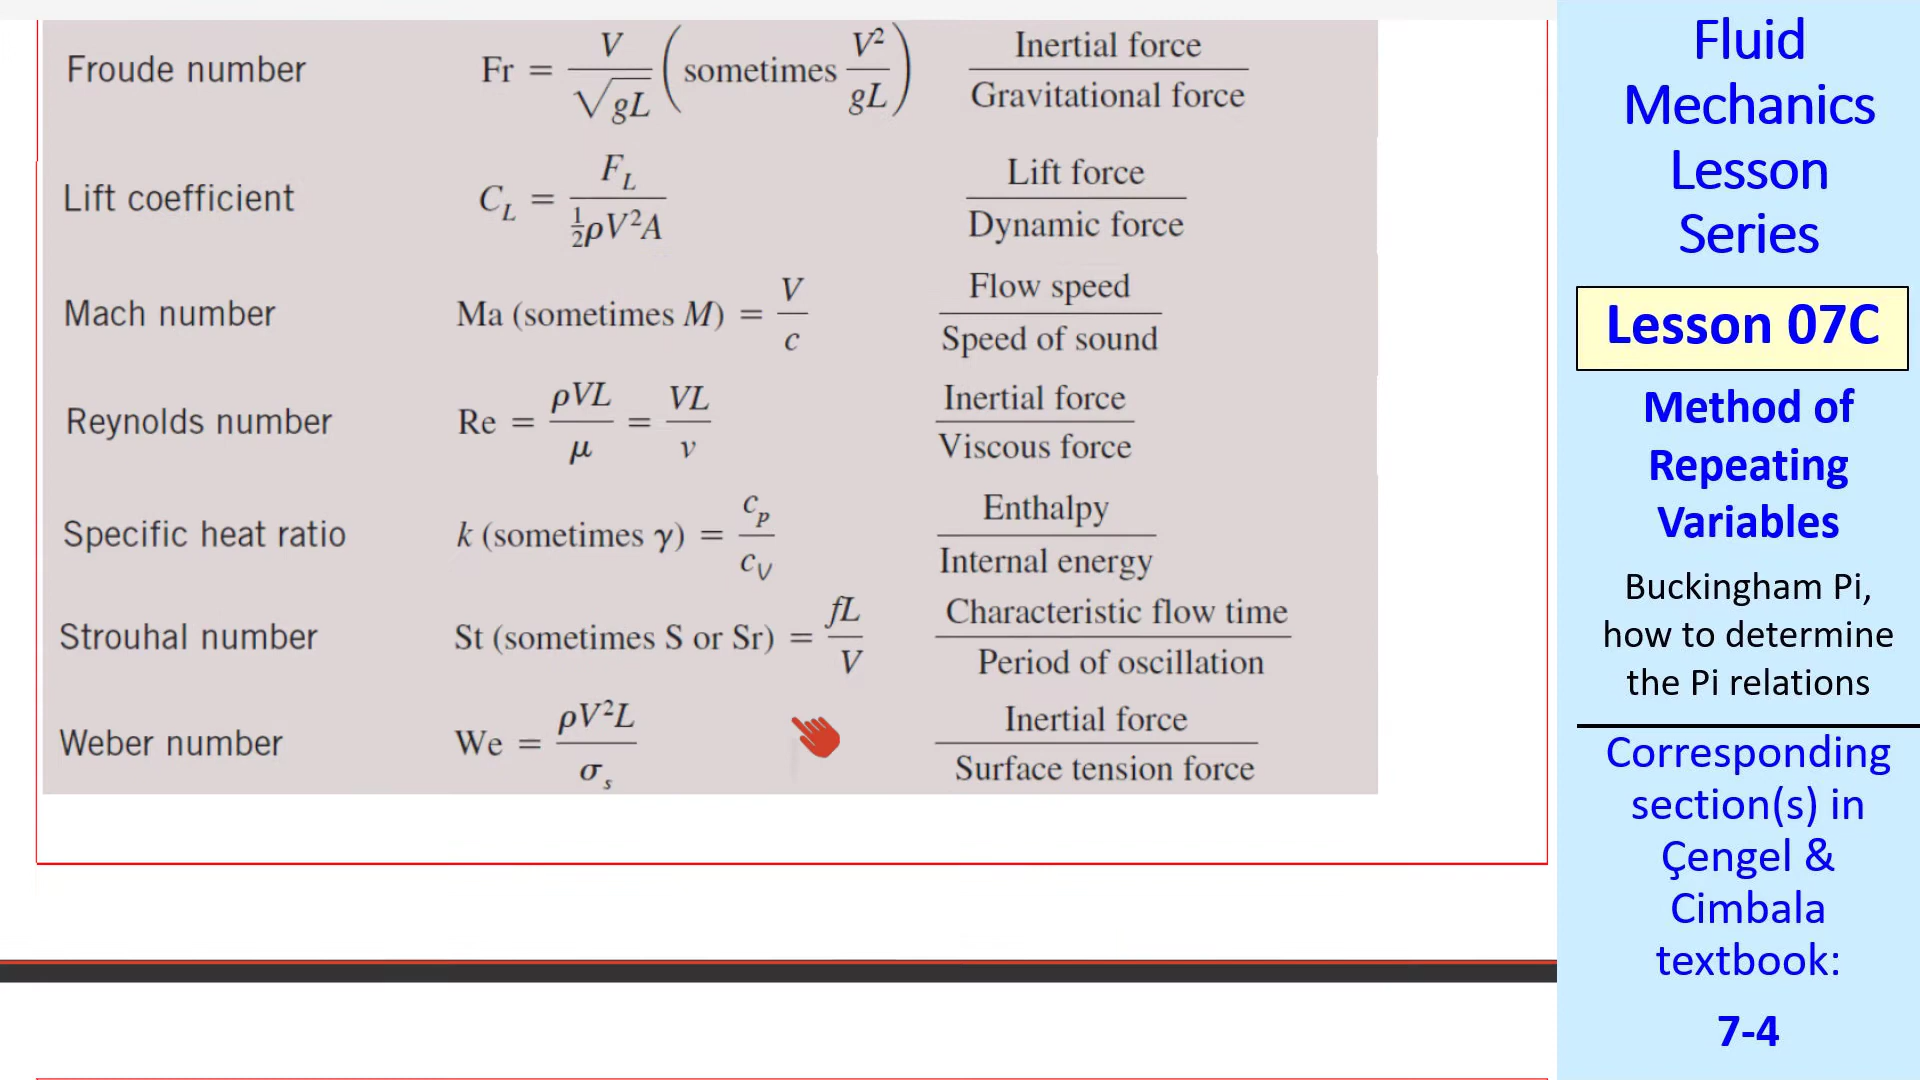 Froude number Fr = V/√gL (sometimes V²/gL) Inertial force/Gravitational force
Lift coefficient C_L = F_L/½ρV²A Lift force/Dynamic force
Mach number Ma (sometimes M) = V/c Flow speed/Speed of sound
Reynolds number Re = ρVL/μ = VL/ν Inertial force/Viscous force
Specific heat ratio k (sometimes γ) = c_p/c_V Enthalpy/Internal energy
Strouhal number St (sometimes S or Sr) = fL/V Characteristic flow time/Period of oscillation
Weber number We = ρV²L/σ_s Inertial force/Surface tension force
Fluid
Mechanics
Lesson
Series
Lesson 07C
Method of
Repeating
Variables
Buckingham Pi,
how to determine
the Pi relations
Corresponding
section(s) in
Çengel &
Cimbala
textbook:
7-4